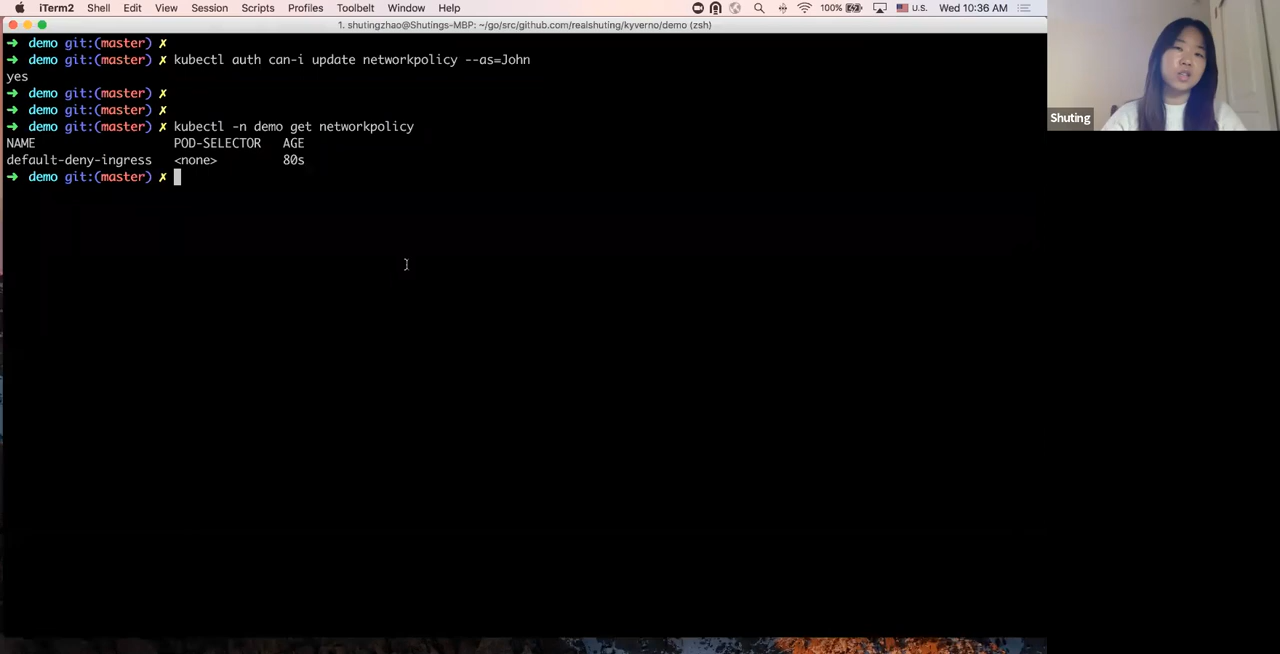 iTerm2 Shell Edit View Session Scripts Profiles Toolbelt Window Help 100% U.S. Wed 10:36 AM
1. shutingzhao@Shutings-MBP: ~/go/src/github.com/realshuting/kyverno/demo (zsh)
➜ demo git:(master) ✗
➜ demo git:(master) ✗ kubectl auth can-i update networkpolicy --as=John
yes
➜ demo git:(master) ✗
➜ demo git:(master) ✗
➜ demo git:(master) ✗ kubectl -n demo get networkpolicy
NAME POD-SELECTOR AGE
default-deny-ingress <none> 80s
➜ demo git:(master) ✗
Shuting